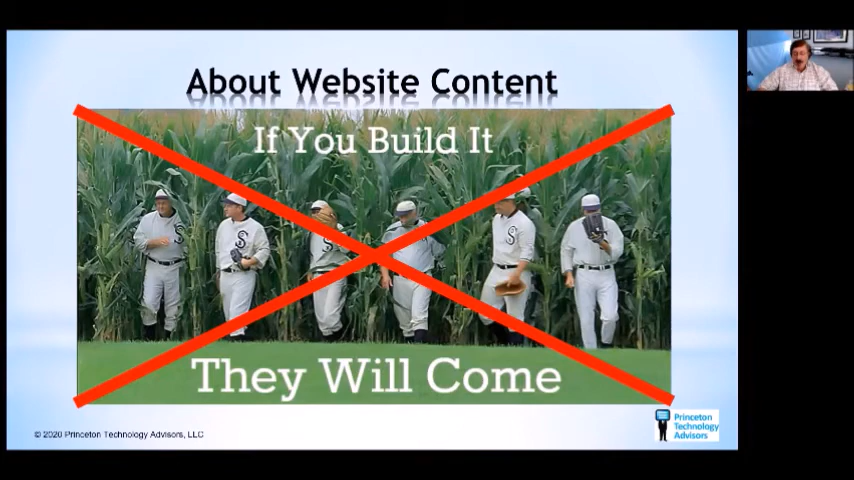 About Website Content
If You Build It
They Will Come
© 2020 Princeton Technology Advisors, LLC
Princeton
Technology
Advisors